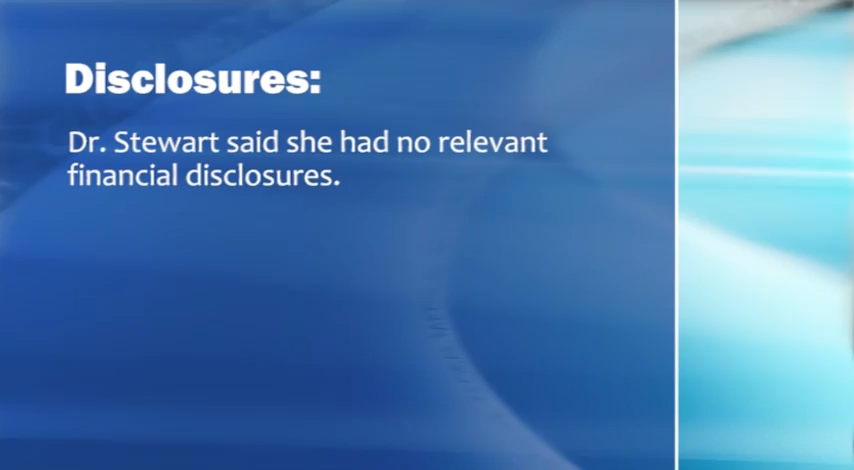 Disclosures:
Dr. Stewart said she had no relevant
financial disclosures.